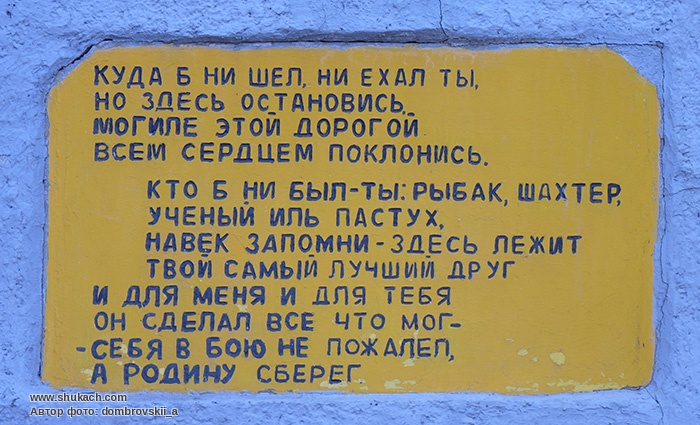 КУДА Б НИ ШЕЛ, НИ ЕХАЛ ТЫ,
НО ЗДЕСЬ ОСТАНОВИСЬ,
МОГИЛЕ ЭТОЙ ДОРОГОЙ
ВСЕМ СЕРДЦЕМ ПОКЛОНИСЬ.
КТО Б НИ БЫЛ-ТЫ: РЫБАК, ШАХТЕР,
УЧЕНЫЙ ИЛЬ ПАСТУХ,
НАВЕК ЗАПОМНИ - ЗДЕСЬ ЛЕЖИТ
ТВОЙ САМЫЙ ЛУЧШИЙ ДРУГ
И ДЛЯ МЕНЯ И ДЛЯ ТЕБЯ
ОН СДЕЛАЛ ВСЕ ЧТО МОГ-
-СЕБЯ В БОЮ НЕ ПОЖАЛЕЛ,
А РОДИНУ СБЕРЕГ.
www.shukach.com
Автор фото: dombrovskii_a